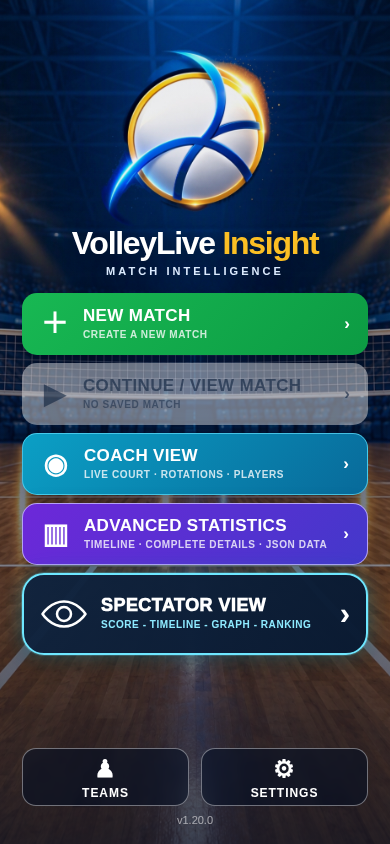 VolleyLive Insight
MATCH INTELLIGENCE
NEW MATCH
CREATE A NEW MATCH
CONTINUE / VIEW MATCH
NO SAVED MATCH
COACH VIEW
LIVE COURT · ROTATIONS · PLAYERS
ADVANCED STATISTICS
TIMELINE · COMPLETE DETAILS · JSON DATA
SPECTATOR VIEW
SCORE - TIMELINE - GRAPH - RANKING
TEAMS
SETTINGS
v1.20.0